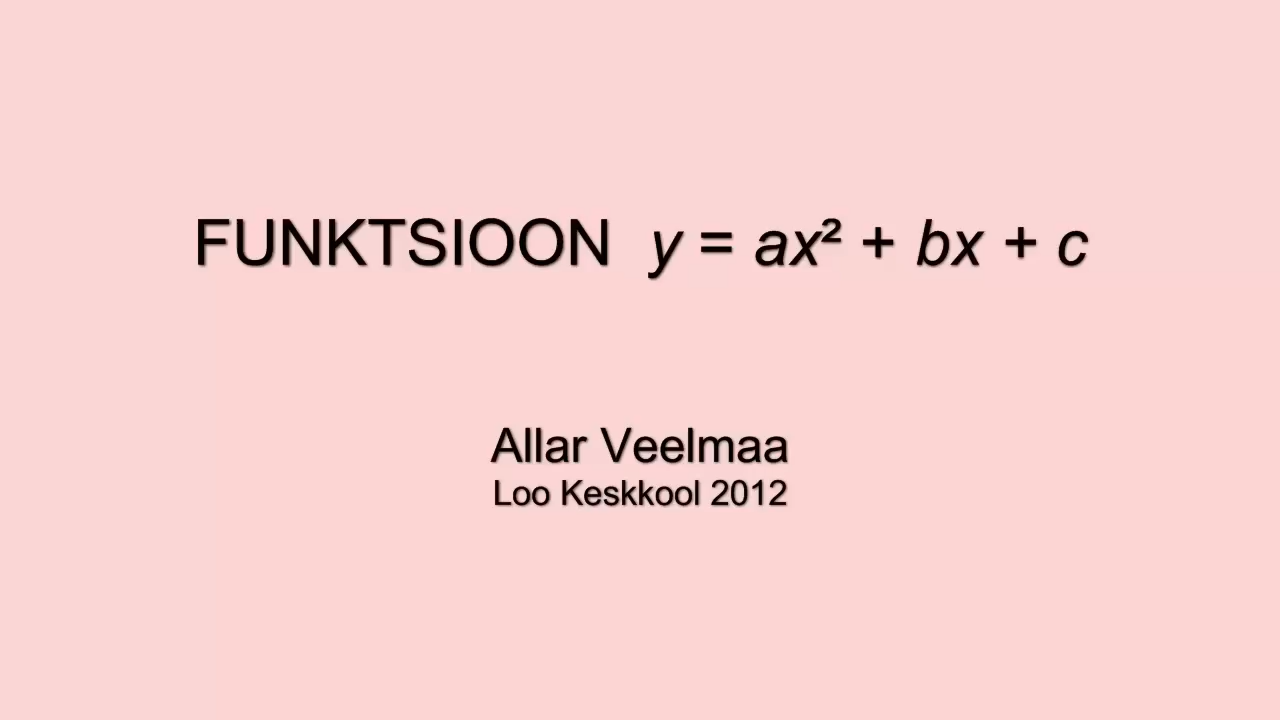 FUNKTSIOON y = ax² + bx + c
Allar Veelmaa
Loo Keskkool 2012